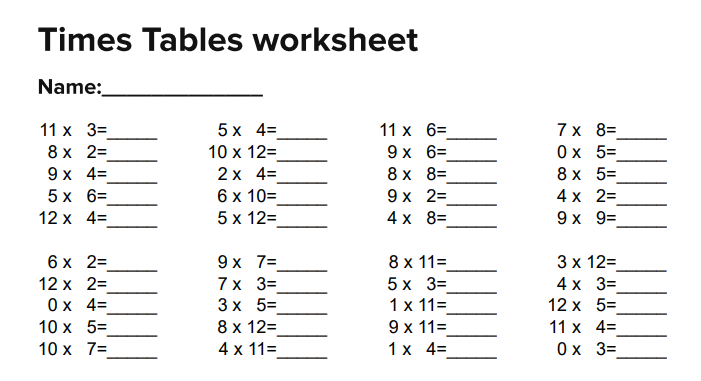 Times Tables worksheet
Name:_______________
11 x 3=_____ 5 x 4=_____ 11 x 6=_____ 7 x 8=_____
8 x 2=_____ 10 x 12=_____ 9 x 6=_____ 0 x 5=_____
9 x 4=_____ 2 x 4=_____ 8 x 8=_____ 8 x 5=_____
5 x 6=_____ 6 x 10=_____ 9 x 2=_____ 4 x 2=_____
12 x 4=_____ 5 x 12=_____ 4 x 8=_____ 9 x 9=_____
6 x 2=_____ 9 x 7=_____ 8 x 11=_____ 3 x 12=_____
12 x 2=_____ 7 x 3=_____ 5 x 3=_____ 4 x 3=_____
0 x 4=_____ 3 x 5=_____ 1 x 11=_____ 12 x 5=_____
10 x 5=_____ 8 x 12=_____ 9 x 11=_____ 11 x 4=_____
10 x 7=_____ 4 x 11=_____ 1 x 4=_____ 0 x 3=_____